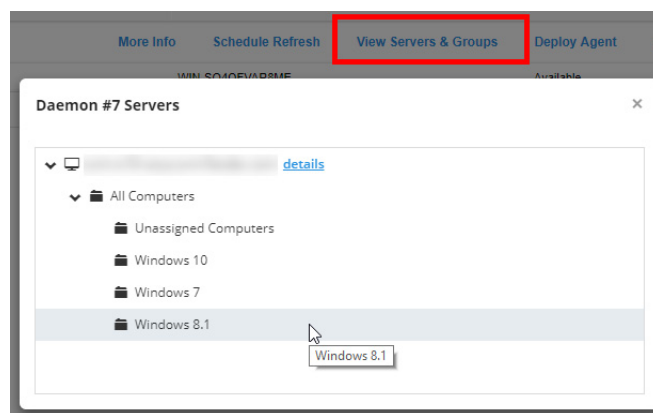 More Info Schedule Refresh View Servers & Groups Deploy Agent
Available
Daemon #7 Servers ×
details
All Computers
Unassigned Computers
Windows 10
Windows 7
Windows 8.1
Windows 8.1